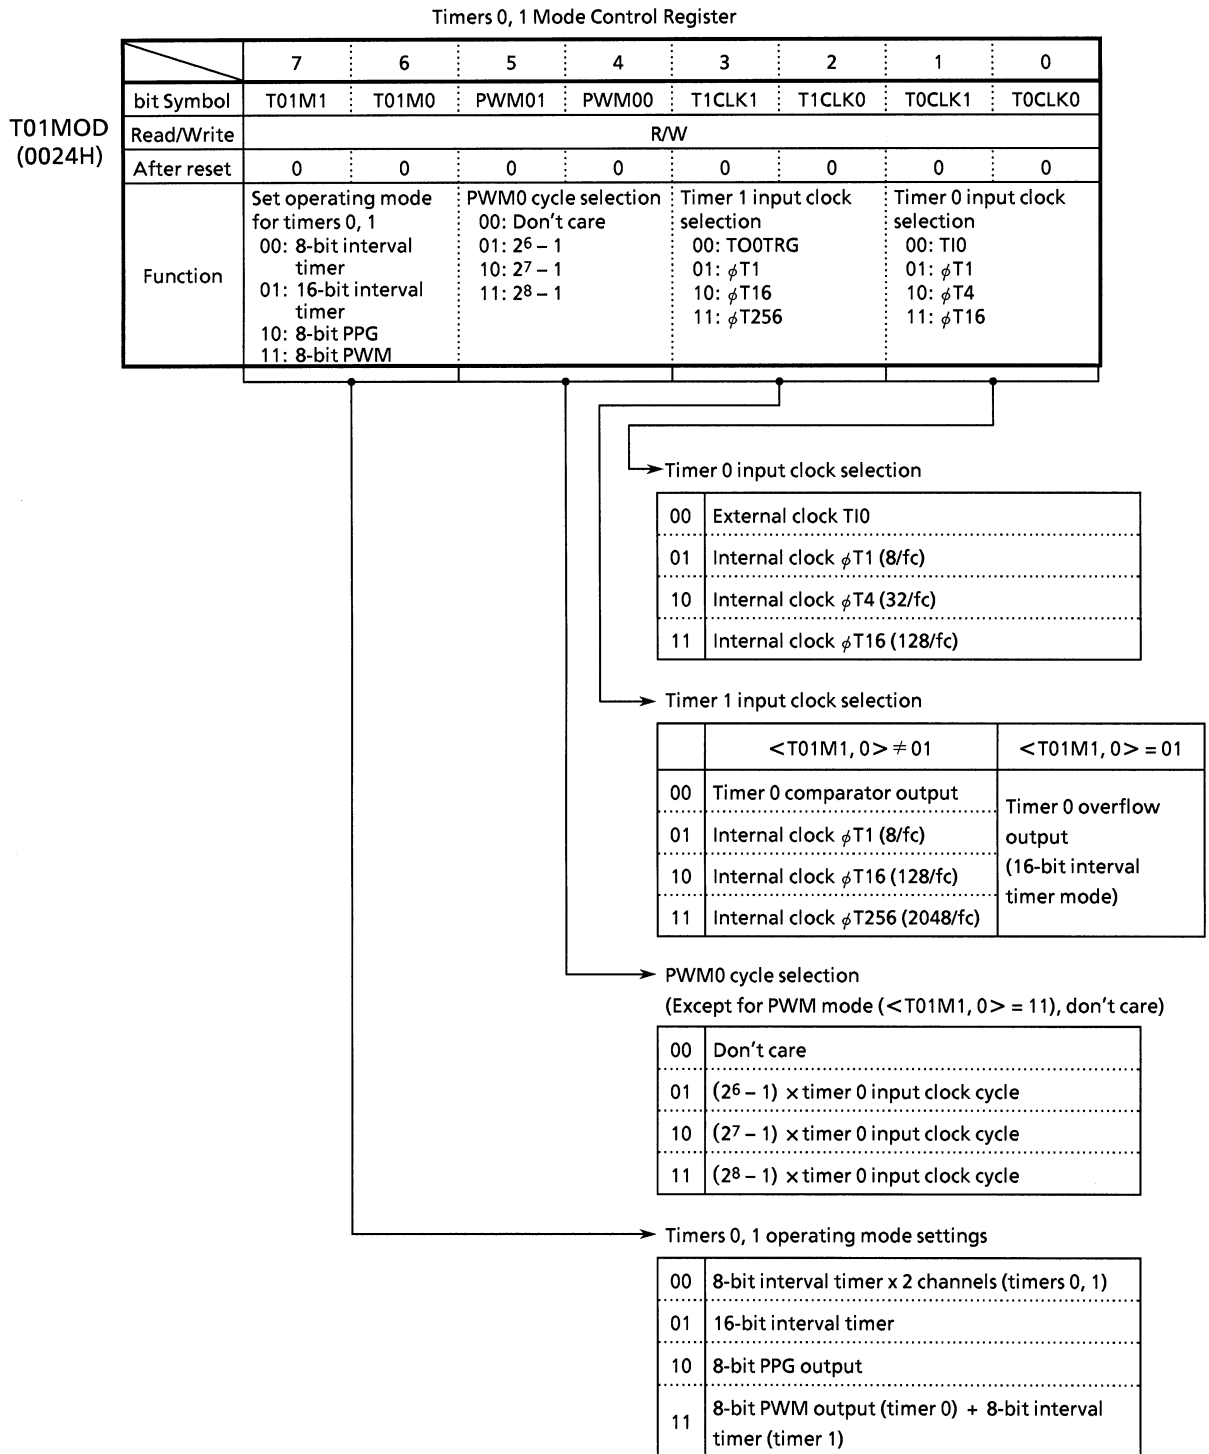 Timers 0, 1 Mode Control Register
7 6 5 4 3 2 1 0
bit Symbol T01M1 T01M0 PWM01 PWM00 T1CLK1 T1CLK0 T0CLK1 T0CLK0
T01MOD
(0024H)
Read/Write R/W
After reset 0 0 0 0 0 0 0 0
Function
Set operating mode
for timers 0, 1
00: 8-bit interval
timer
01: 16-bit interval
timer
10: 8-bit PPG
11: 8-bit PWM
PWM0 cycle selection
00: Don't care
01: 2⁶ – 1
10: 2⁷ – 1
11: 2⁸ – 1
Timer 1 input clock
selection
00: TO0TRG
01: φT1
10: φT16
11: φT256
Timer 0 input clock
selection
00: TI0
01: φT1
10: φT4
11: φT16
Timer 0 input clock selection
00 External clock TI0
01 Internal clock φT1 (8/fc)
10 Internal clock φT4 (32/fc)
11 Internal clock φT16 (128/fc)
Timer 1 input clock selection
<T01M1, 0> ≠ 01 <T01M1, 0> = 01
00 Timer 0 comparator output
01 Internal clock φT1 (8/fc)
10 Internal clock φT16 (128/fc)
11 Internal clock φT256 (2048/fc)
Timer 0 overflow
output
(16-bit interval
timer mode)
PWM0 cycle selection
(Except for PWM mode (<T01M1, 0> = 11), don't care)
00 Don't care
01 (2⁶ – 1) × timer 0 input clock cycle
10 (2⁷ – 1) × timer 0 input clock cycle
11 (2⁸ – 1) × timer 0 input clock cycle
Timers 0, 1 operating mode settings
00 8-bit interval timer x 2 channels (timers 0, 1)
01 16-bit interval timer
10 8-bit PPG output
11 8-bit PWM output (timer 0) + 8-bit interval
timer (timer 1)